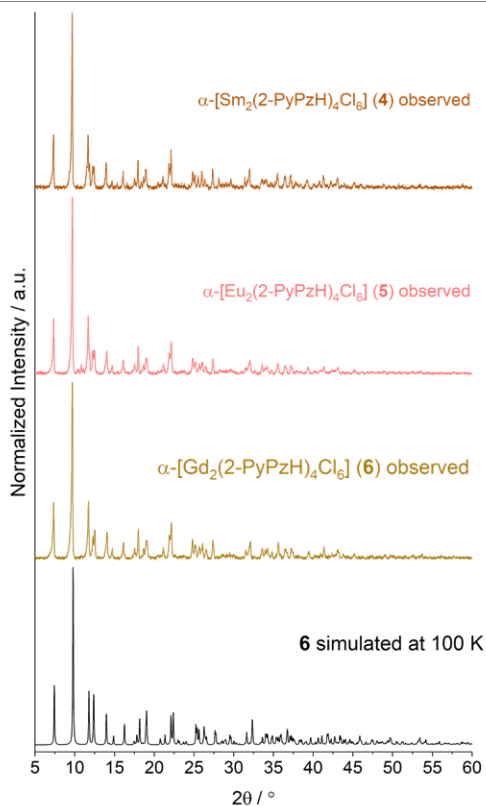 α-[Sm2(2-PyPzH)4Cl6] (4) observed
α-[Eu2(2-PyPzH)4Cl6] (5) observed
α-[Gd2(2-PyPzH)4Cl6] (6) observed
6 simulated at 100 K
Normalized Intensity / a.u.
5 10 15 20 25 30 35 40 45 50 55 60
2θ / °